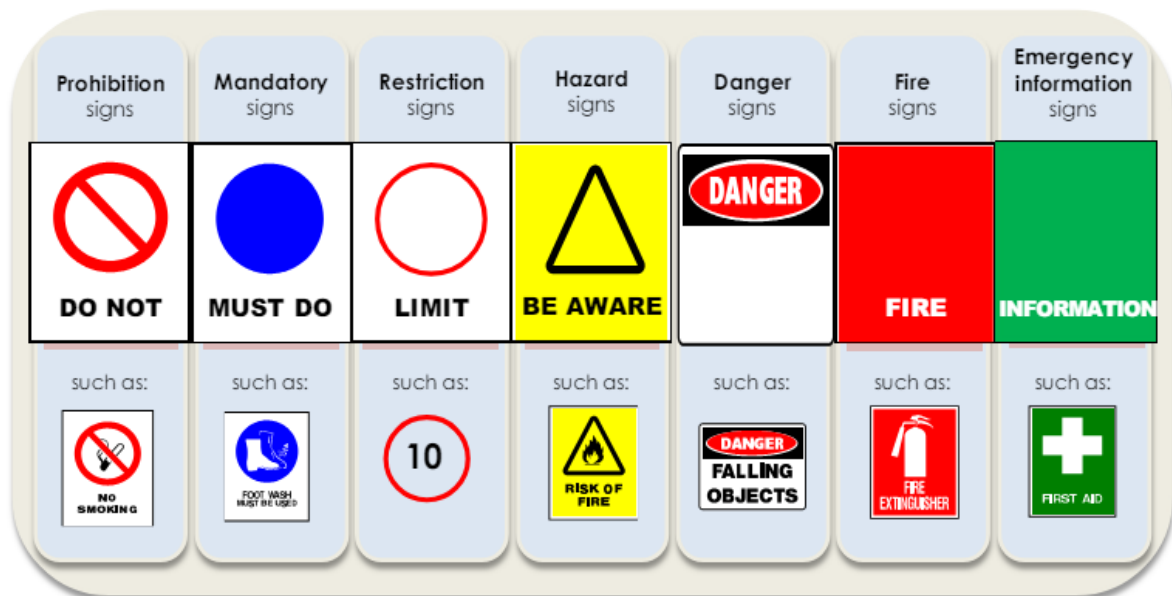 Prohibition
signs
Mandatory
signs
Restriction
signs
Hazard
signs
Danger
signs
Fire
signs
Emergency
information
signs
DO NOT
MUST DO
LIMIT
BE AWARE
DANGER
FIRE
INFORMATION
such as:
such as:
such as:
such as:
such as:
such as:
such as:
NO
SMOKING
FOOT WASH
MUST BE USED
10
RISK OF
FIRE
DANGER
FALLING
OBJECTS
FIRE
EXTINGUISHER
FIRST AID